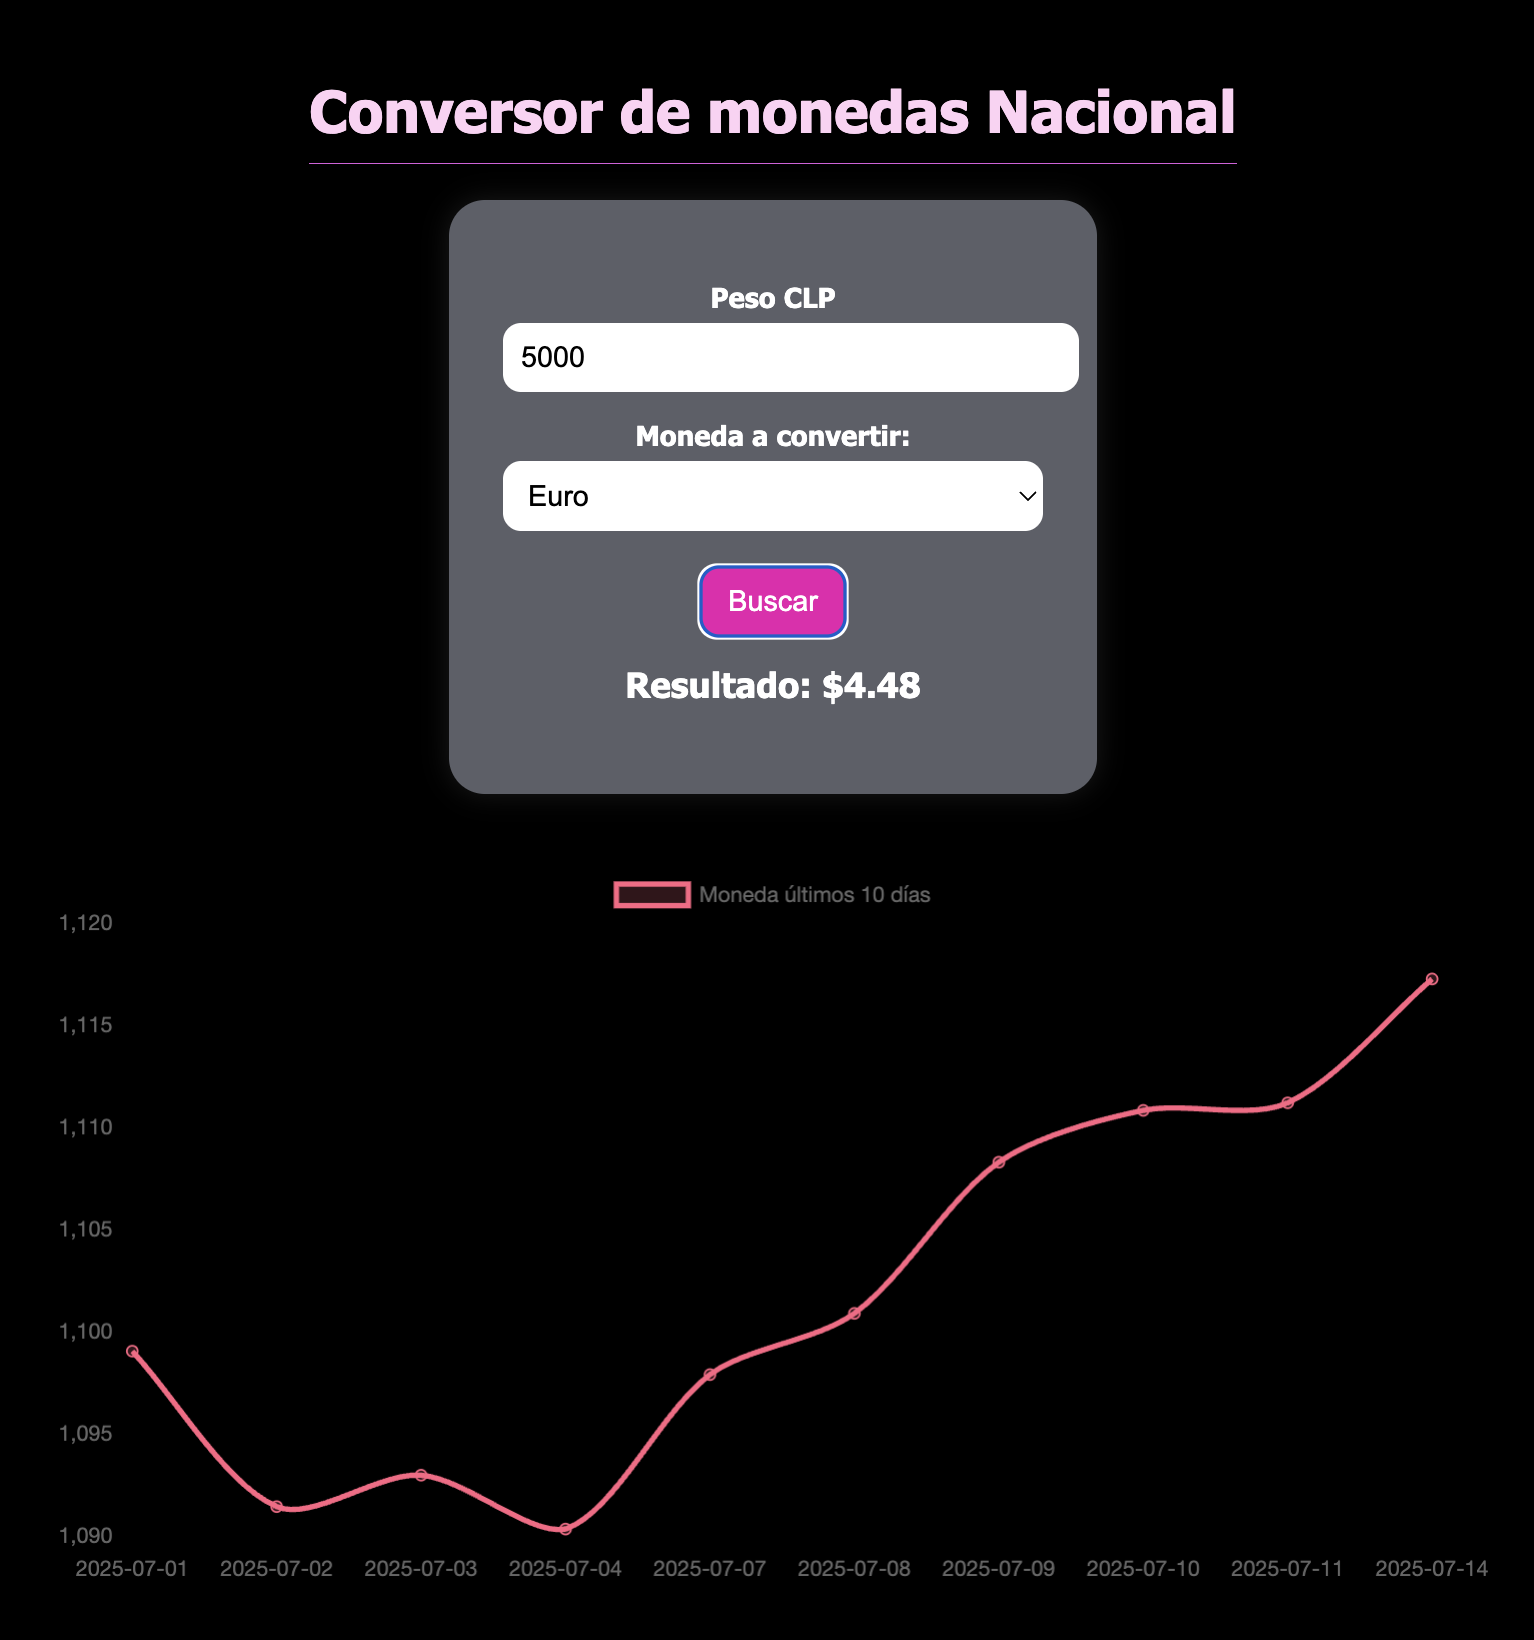 Conversor de monedas Nacional
Peso CLP
5000
Moneda a convertir:
Euro
Buscar
Resultado: $4.48
Moneda últimos 10 días
1,120
1,115
1,110
1,105
1,100
1,095
1,090
2025-07-01 2025-07-02 2025-07-03 2025-07-04 2025-07-07 2025-07-08 2025-07-09 2025-07-10 2025-07-11 2025-07-14